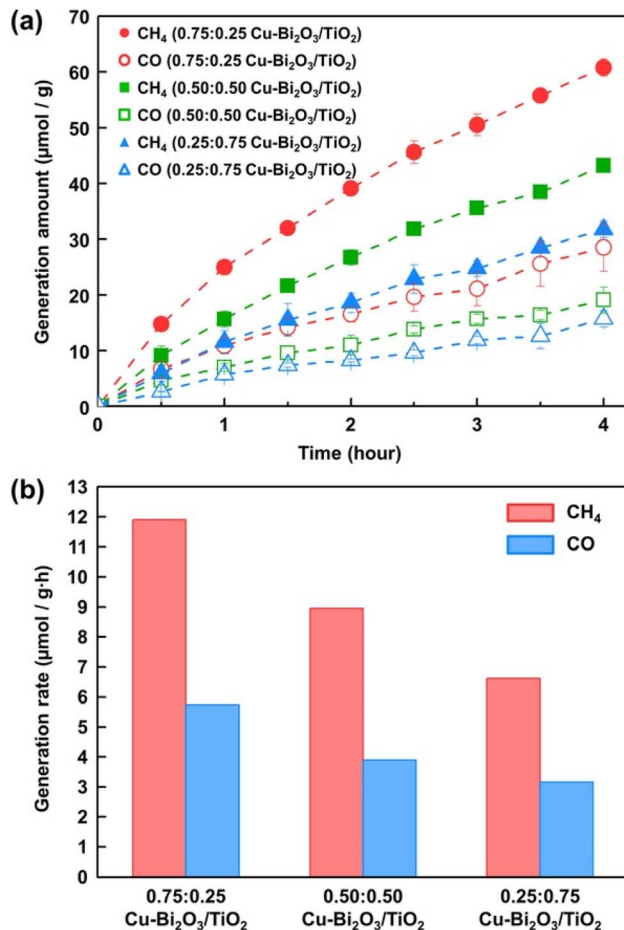 (a)
70
60
50
40
30
20
10
0
Generation amount (μmol / g)
CH₄ (0.75:0.25 Cu-Bi₂O₃/TiO₂)
CO (0.75:0.25 Cu-Bi₂O₃/TiO₂)
CH₄ (0.50:0.50 Cu-Bi₂O₃/TiO₂)
CO (0.50:0.50 Cu-Bi₂O₃/TiO₂)
CH₄ (0.25:0.75 Cu-Bi₂O₃/TiO₂)
CO (0.25:0.75 Cu-Bi₂O₃/TiO₂)
0 1 2 3 4
Time (hour)
(b)
13
12
11
10
9
8
7
6
5
4
3
2
1
0
Generation rate (μmol / g·h)
CH₄
CO
0.75:0.25 0.50:0.50 0.25:0.75
Cu-Bi₂O₃/TiO₂ Cu-Bi₂O₃/TiO₂ Cu-Bi₂O₃/TiO₂